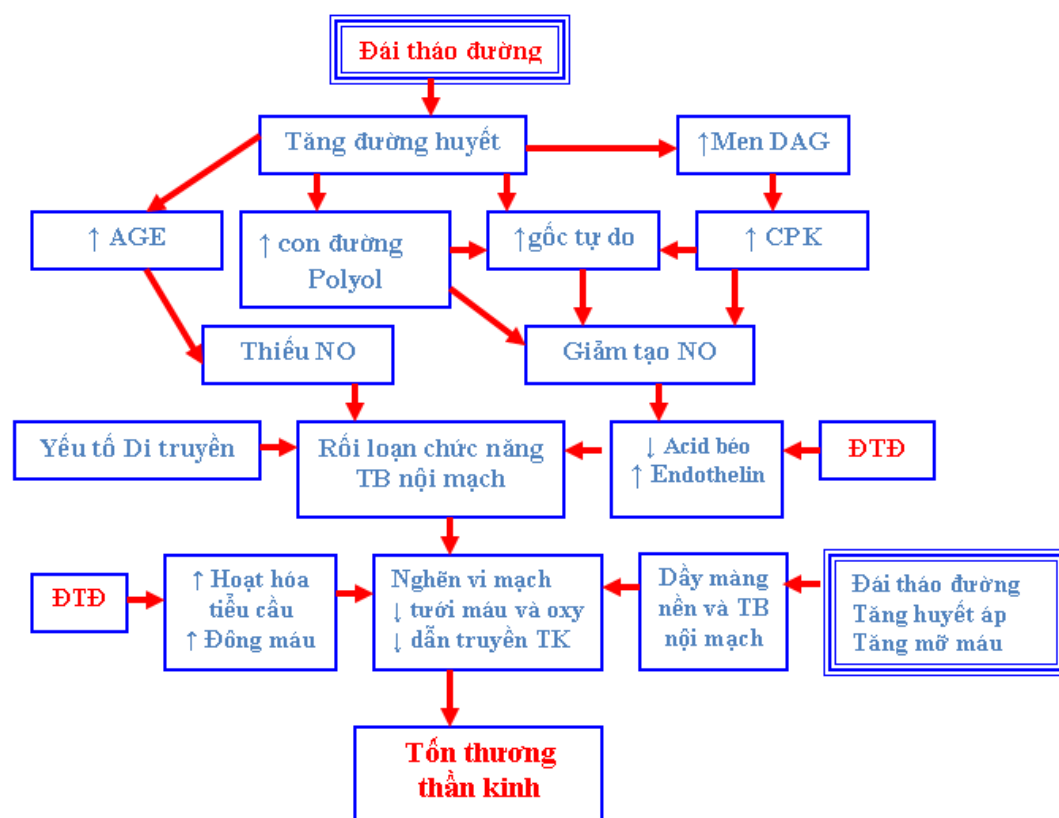 Đái tháo đường
Tăng đường huyết
↑Men DAG
↑ AGE
↑ con đường
Polyol
↑gốc tự do
↑ CPK
Thiếu NO
Giảm tạo NO
Yếu tố Di truyền
Rối loạn chức năng
TB nội mạch
↓ Acid béo
↑ Endothelin
ĐTĐ
ĐTĐ
↑ Hoạt hóa
tiểu cầu
↑ Đông máu
Nghẽn vi mạch
↓ tưới máu và oxy
↓ dẫn truyền TK
Dầy màng
nền và TB
nội mạch
Đái tháo đường
Tăng huyết áp
Tăng mỡ máu
Tổn thương
thần kinh